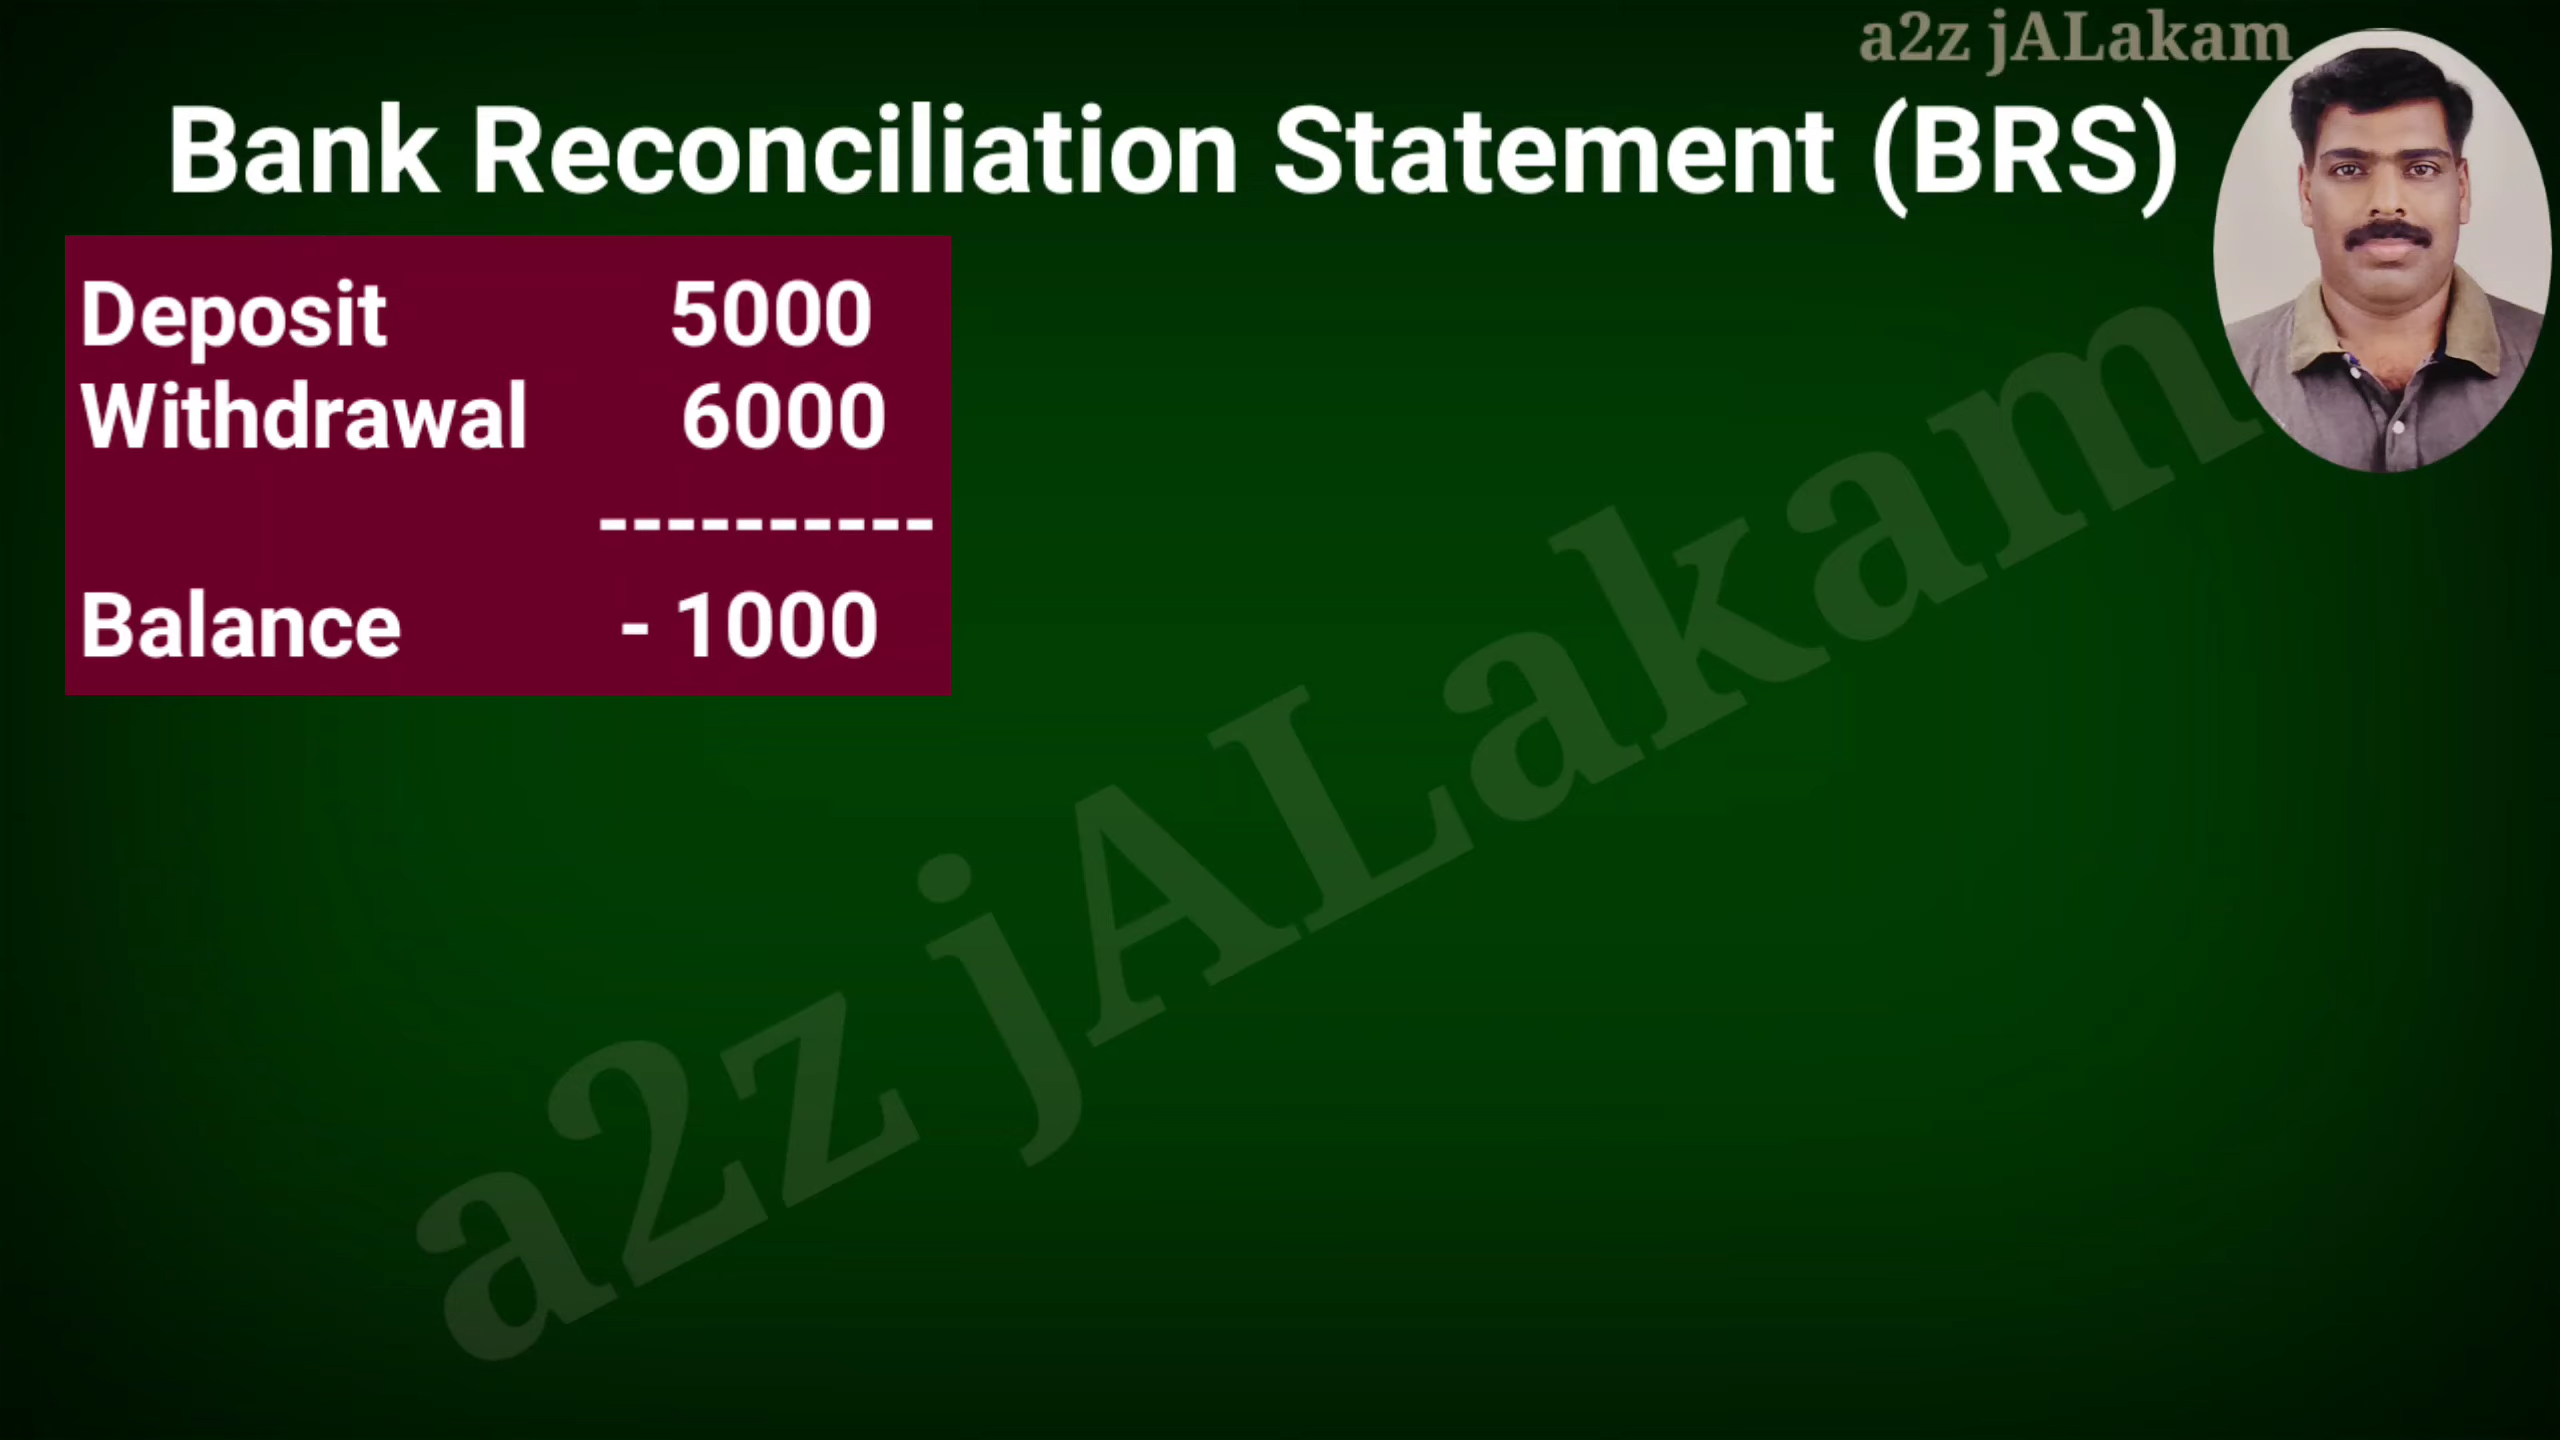 a2z jALakam
Bank Reconciliation Statement (BRS)
Deposit 5000
Withdrawal 6000
----------
Balance - 1000
a2z jALakam